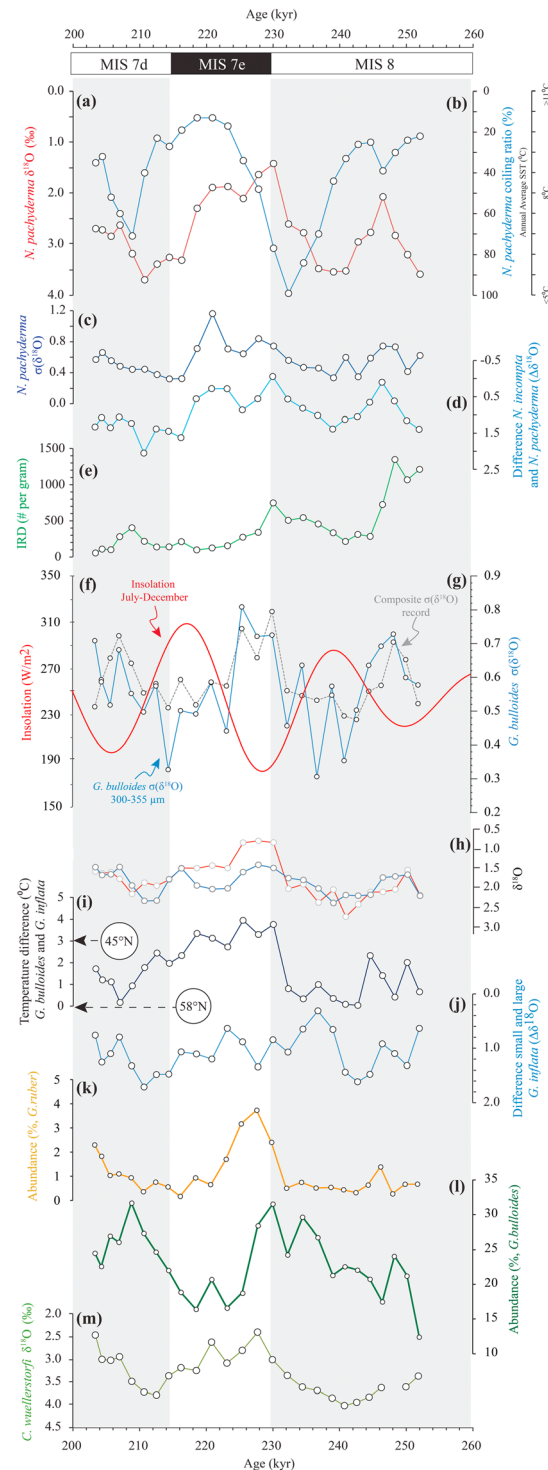 Age (kyr)
200 210 220 230 240 250 260
MIS 7d MIS 7e MIS 8
(a)
(b)
0.0
1.0
2.0
3.0
4.0
N. pachyderma δ¹⁸O (‰)
0
20
40
60
80
100
N. pachyderma coiling ratio (%)
Annual Average SST (⁰C)
>11⁰C
8⁰C
<5⁰C
(c)
1.2
0.8
0.4
0.0
N. pachyderma
σ(δ¹⁸O)
(d)
-0.5
0.5
1.5
2.5
Difference N. incompta
and N. pachyderma (Δδ¹⁸O)
(e)
1500
1000
500
0
IRD (# per gram)
(f)
350
310
270
230
190
150
Insolation (W/m2)
Insolation
July-December
(g)
Composite σ(δ¹⁸O)
record
0.9
0.8
0.7
0.6
0.5
0.4
0.3
0.2
G. bulloides σ(δ¹⁸O)
G. bulloides σ(δ¹⁸O)
300-355 µm
(h)
0.5
1.0
1.5
2.0
2.5
3.0
δ¹⁸O
(i)
5
4
3
2
1
0
Temperature difference (⁰C)
G. bulloides and G. inflata
45°N
58°N
(j)
0.0
1.0
2.0
Difference small and large
G. inflata (Δδ¹⁸O)
(k)
5
4
3
2
1
0
Abundance (%, G.ruber)
(l)
35
30
25
20
15
10
Abundance (%, G.bulloides)
(m)
2.0
2.5
3.0
3.5
4.0
4.5
C. wuellerstorfi δ¹⁸O (‰)
200 210 220 230 240 250 260
Age (kyr)